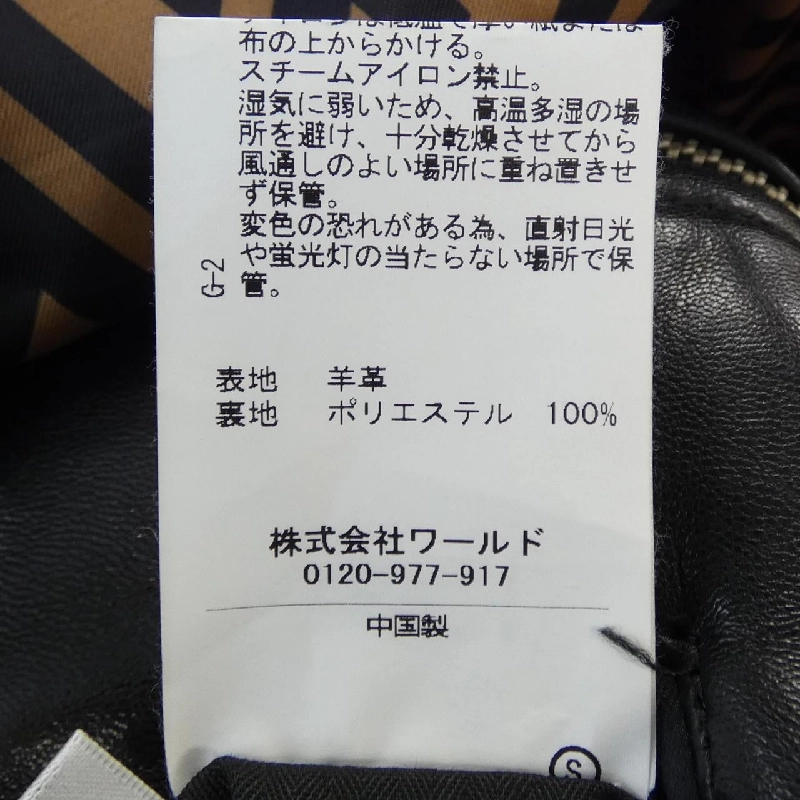 布の上からかける。
スチームアイロン禁止。
湿気に弱いため、高温多湿の場
所を避け、十分乾燥させてから
風通しのよい場所に重ね置きせ
ず保管。
変色の恐れがある為、直射日光
や蛍光灯の当たらない場所で保
管。
G-2
表地 羊革
裏地 ポリエステル 100%
株式会社ワールド
0120-977-917
中国製
S